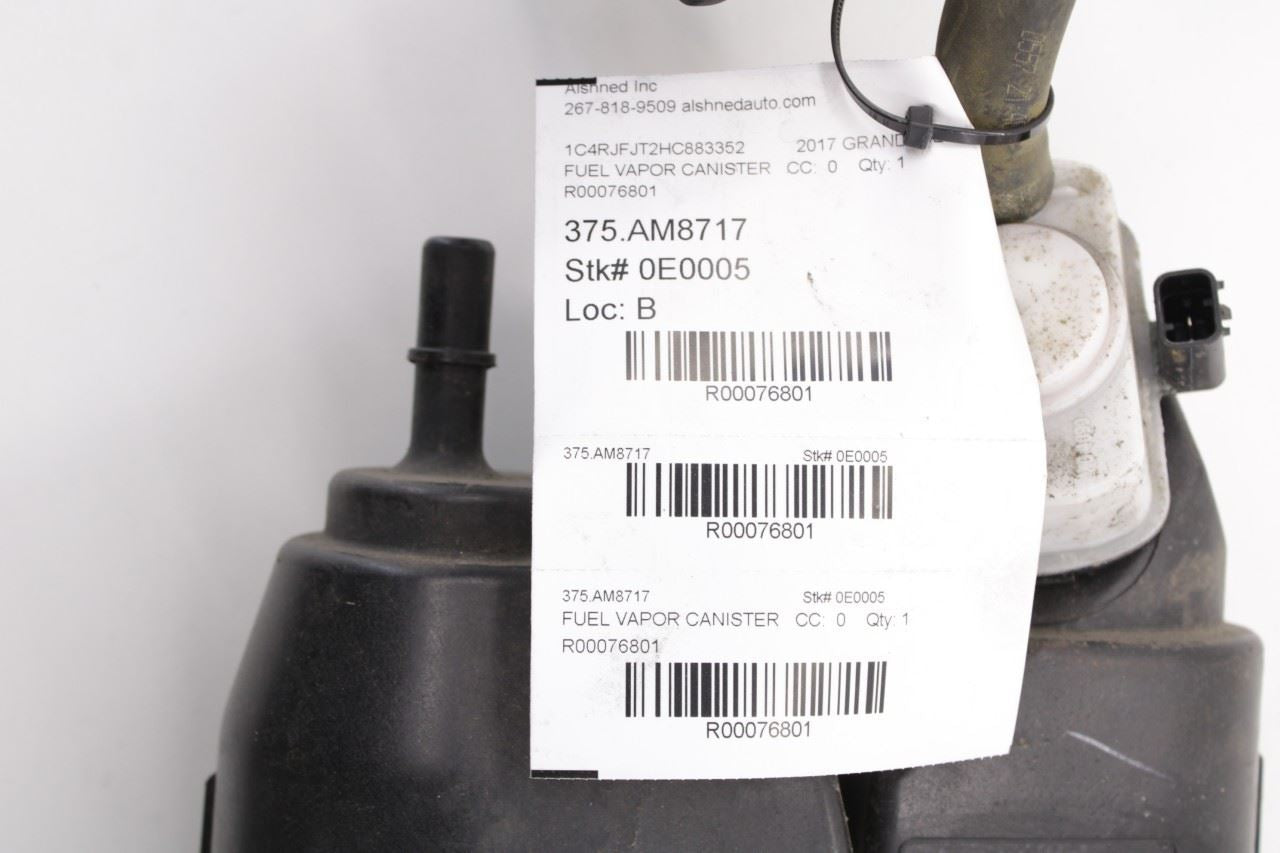 Alshned Inc
267-818-9509 alshnedauto.com
1C4RJFJT2HC883352 2017 GRAND
FUEL VAPOR CANISTER CC: 0 Qty: 1
R00076801
375.AM8717
Stk# 0E0005
Loc: B
R00076801
375.AM8717 Stk# 0E0005
R00076801
375.AM8717 Stk# 0E0005
FUEL VAPOR CANISTER CC: 0 Qty: 1
R00076801
R00076801